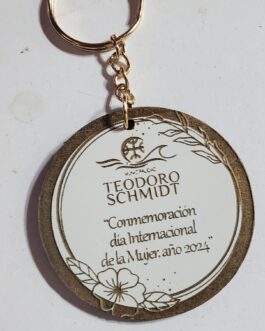 TEODORO
SCHMIDT
"Conmemoración
día Internacional
de la Mujer. año 2024"